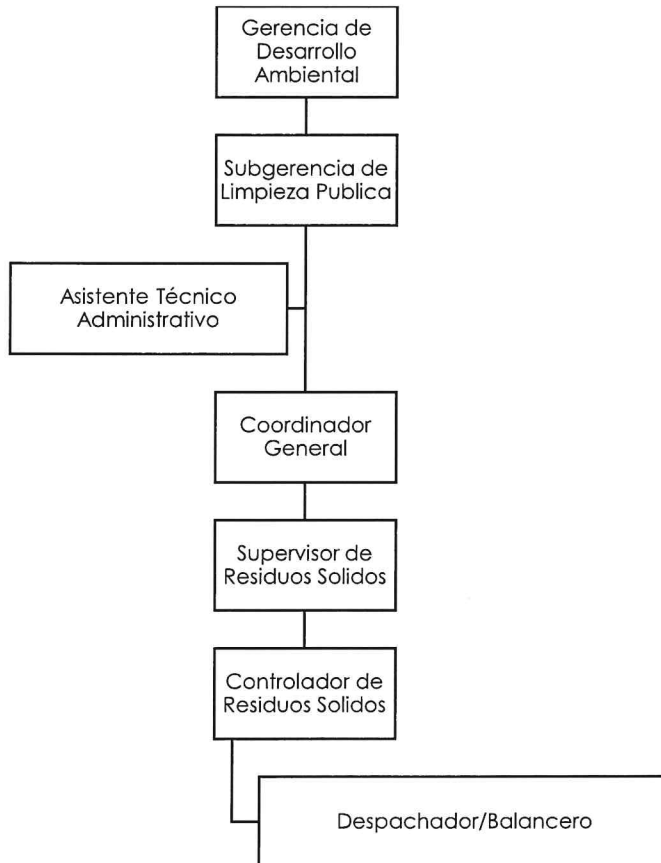 Gerencia de
Desarrollo
Ambiental
Subgerencia de
Limpieza Publica
Asistente Técnico
Administrativo
Coordinador
General
Supervisor de
Residuos Solidos
Controlador de
Residuos Solidos
Despachador/Balancero